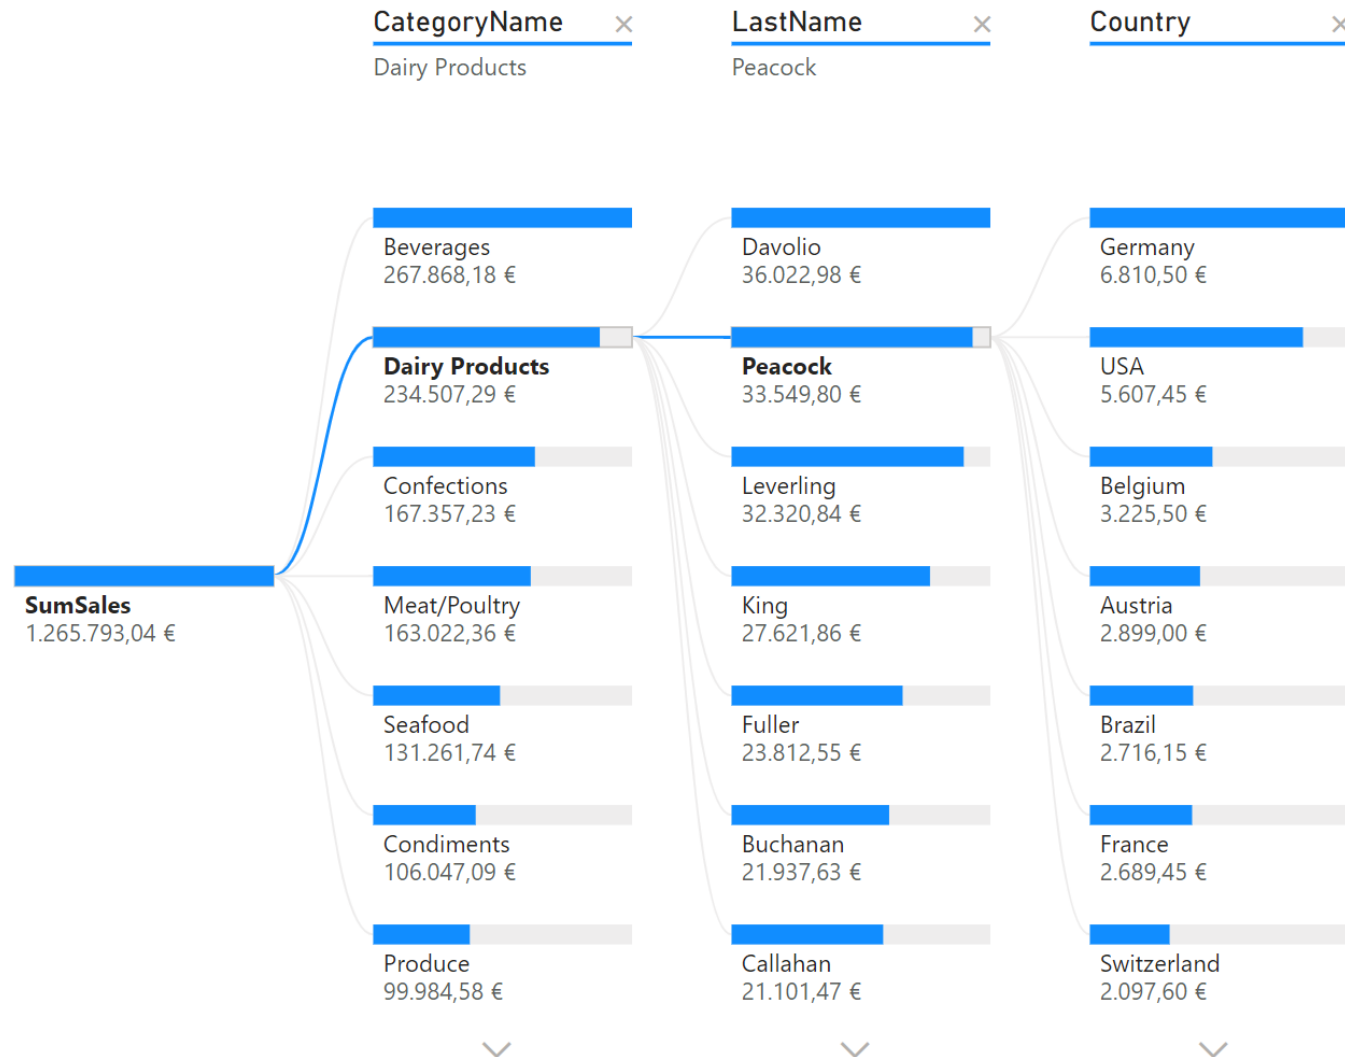 CategoryName
LastName
Country
Dairy Products
Peacock
SumSales
1.265.793,04 €
Beverages
267.868,18 €
Dairy Products
234.507,29 €
Confections
167.357,23 €
Meat/Poultry
163.022,36 €
Seafood
131.261,74 €
Condiments
106.047,09 €
Produce
99.984,58 €
Davolio
36.022,98 €
Peacock
33.549,80 €
Leverling
32.320,84 €
King
27.621,86 €
Fuller
23.812,55 €
Buchanan
21.937,63 €
Callahan
21.101,47 €
Germany
6.810,50 €
USA
5.607,45 €
Belgium
3.225,50 €
Austria
2.899,00 €
Brazil
2.716,15 €
France
2.689,45 €
Switzerland
2.097,60 €